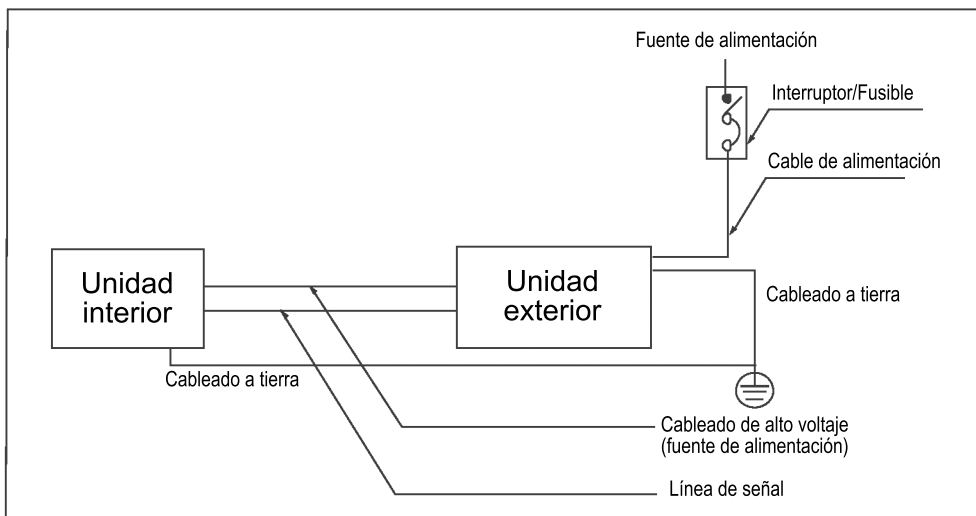 Fuente de alimentación
Interruptor/Fusible
Cable de alimentación
Unidad
interior
Unidad
exterior
Cableado a tierra
Cableado a tierra
Cableado de alto voltaje
(fuente de alimentación)
Línea de señal